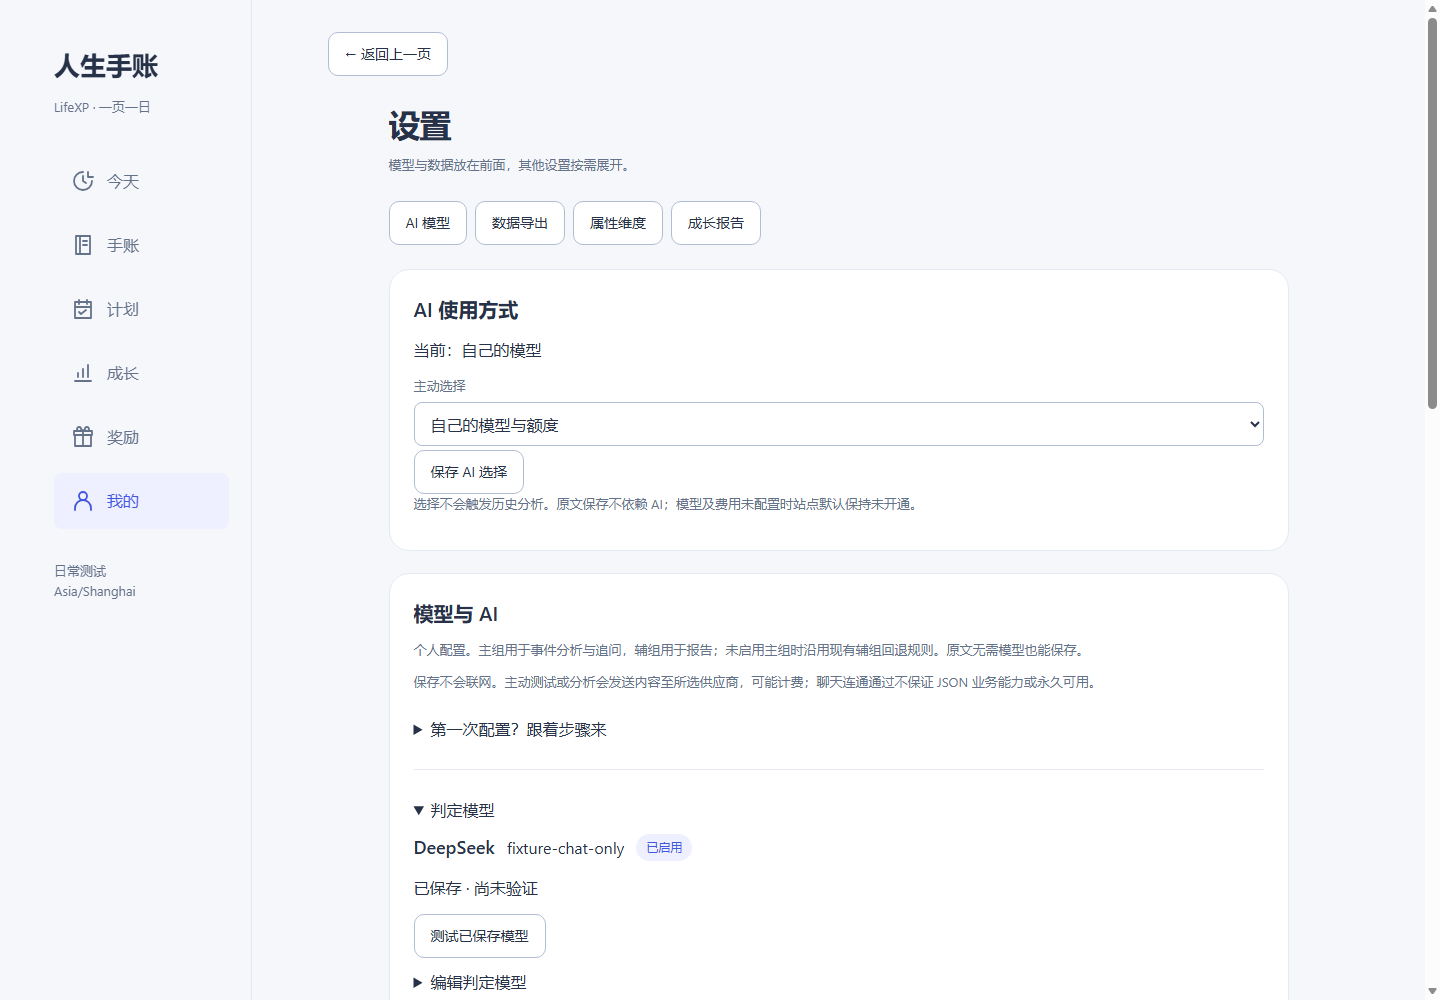 人生手账
LifeXP · 一页一日
今天
手账
计划
成长
奖励
我的
日常测试
Asia/Shanghai
← 返回上一页
设置
模型与数据放在前面，其他设置按需展开。
AI 模型
数据导出
属性维度
成长报告
AI 使用方式
当前：自己的模型
主动选择
自己的模型与额度
保存 AI 选择
选择不会触发历史分析。原文保存不依赖 AI；模型及费用未配置时站点默认保持未开通。
模型与 AI
个人配置。主组用于事件分析与追问，辅组用于报告；未启用主组时沿用现有辅组回退规则。原文无需模型也能保存。
保存不会联网。主动测试或分析会发送内容至所选供应商，可能计费；聊天连通通过不保证 JSON 业务能力或永久可用。
▶ 第一次配置？跟着步骤来
▼ 判定模型
DeepSeek fixture-chat-only 已启用
已保存 · 尚未验证
测试已保存模型
▶ 编辑判定模型